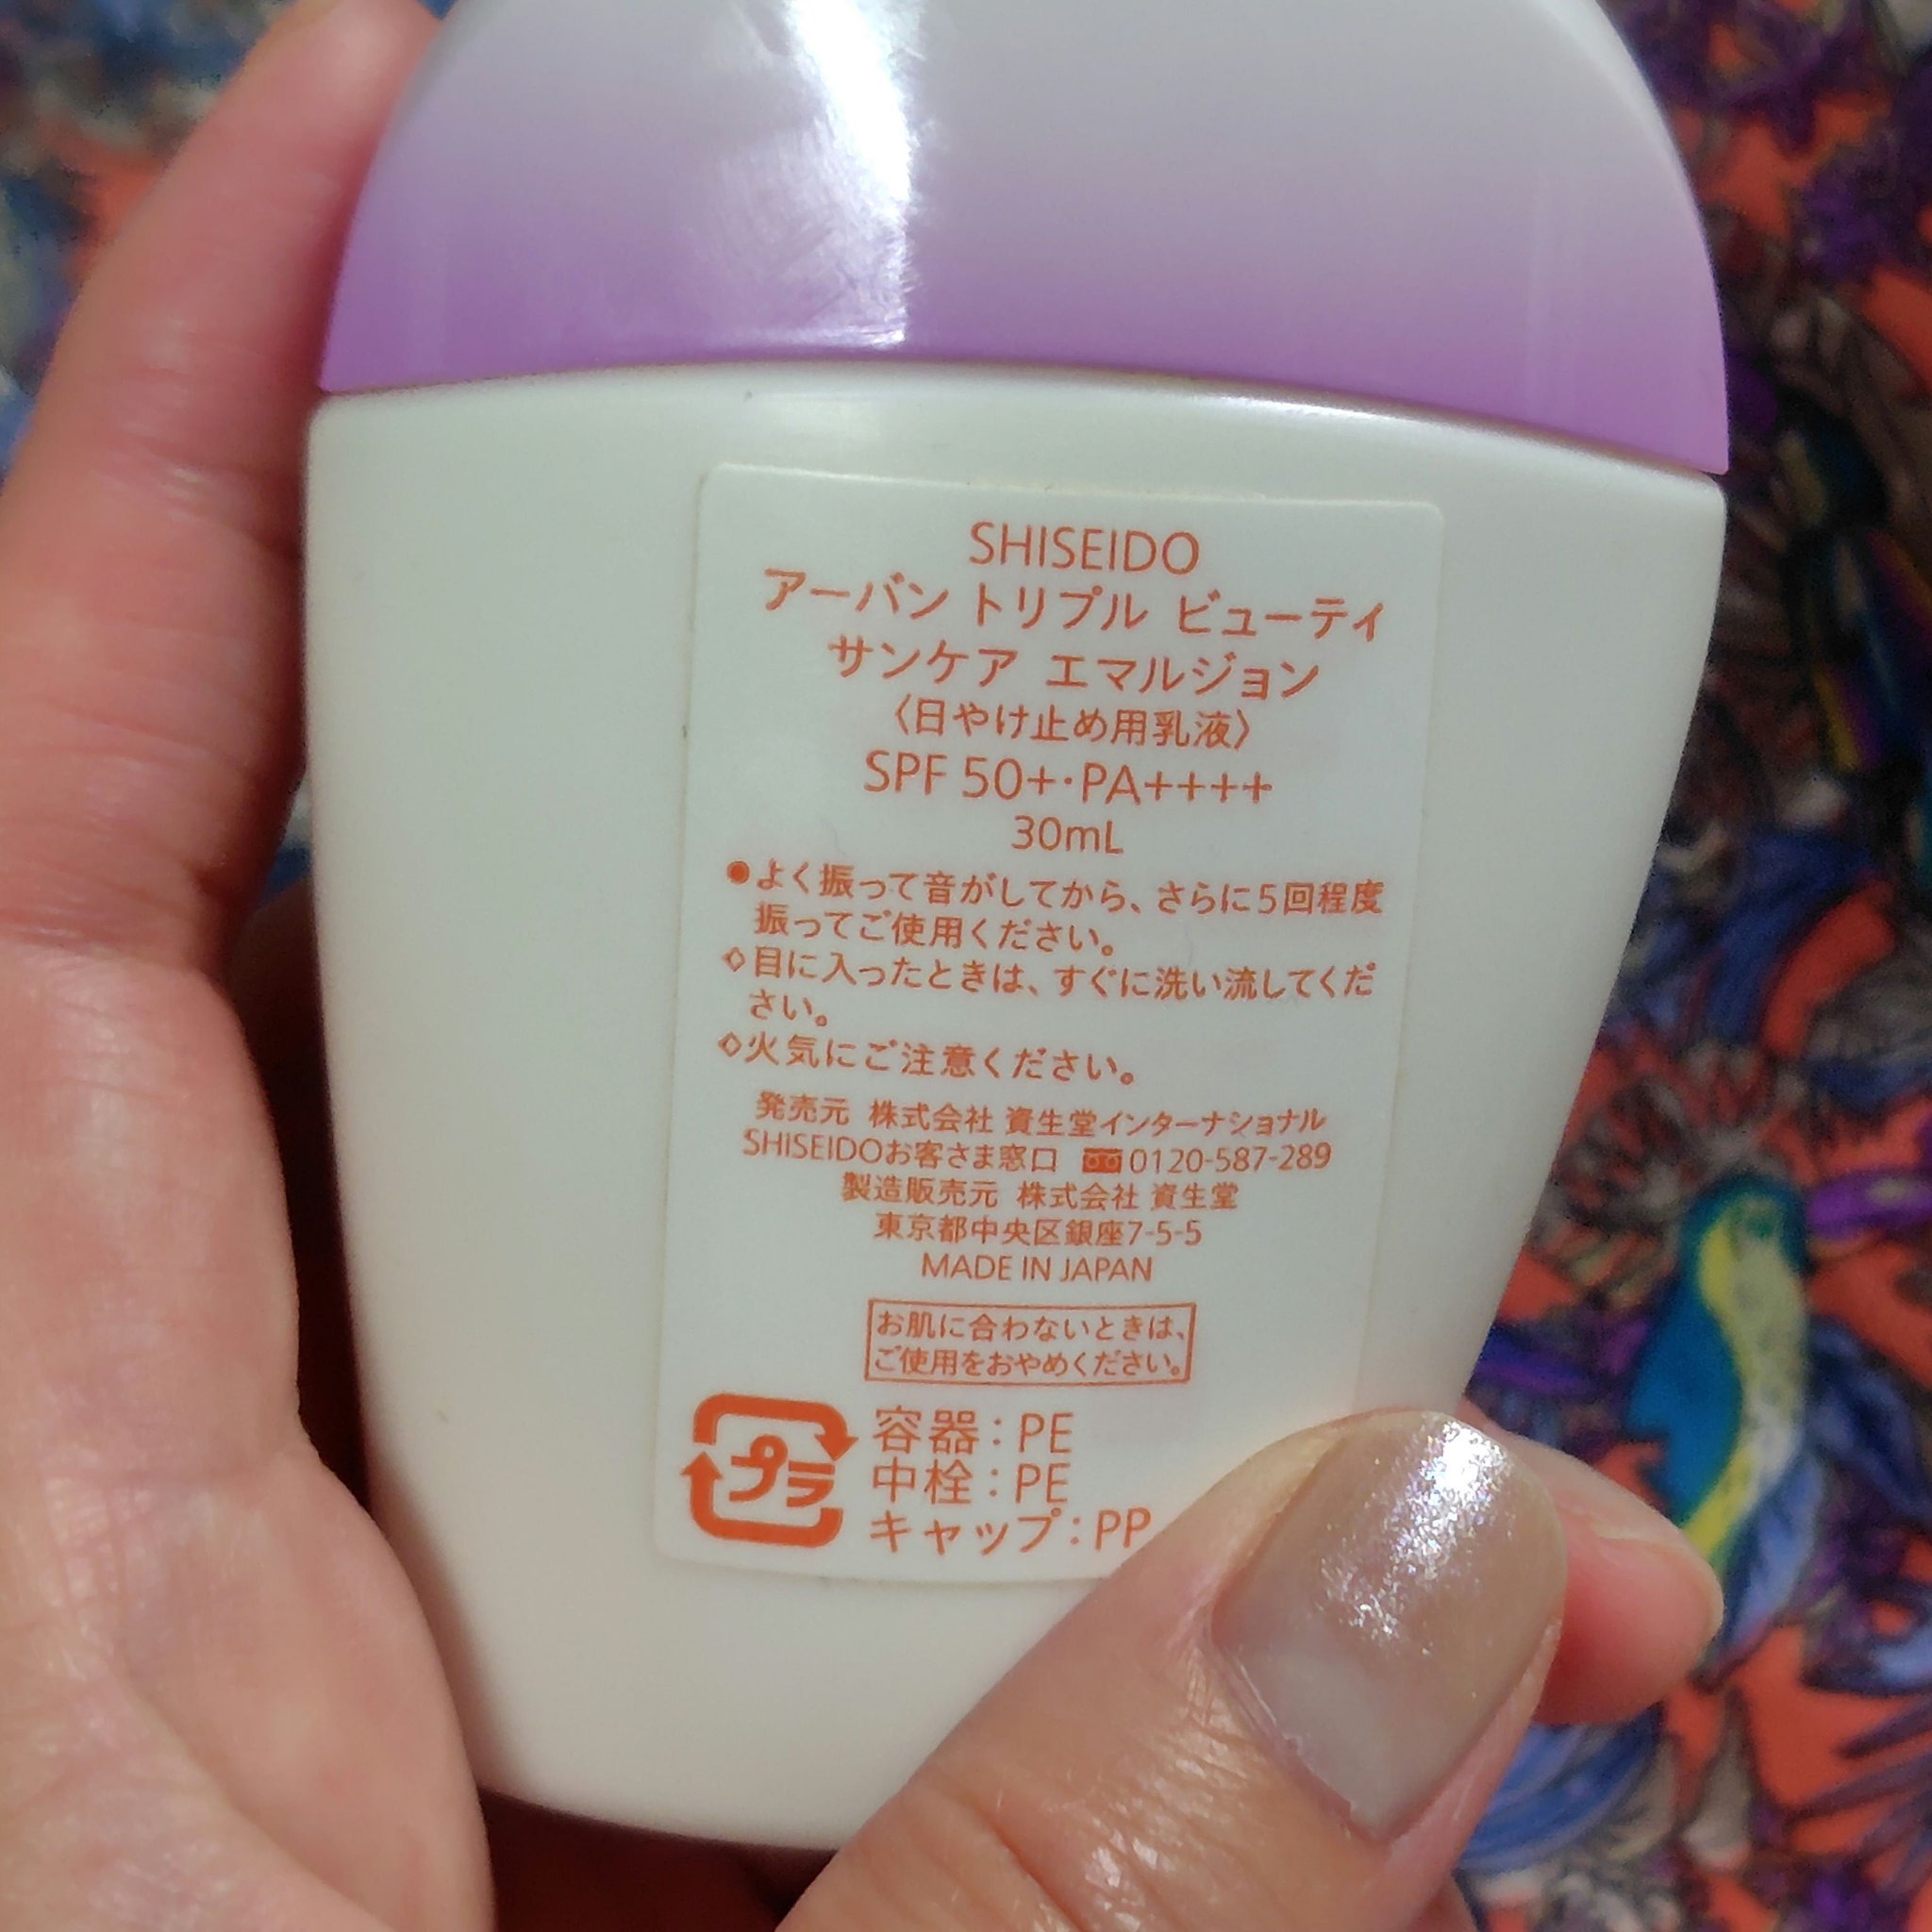 SHISEIDO
アーバン トリプル ビューティ
サンケア エマルジョン
〈日やけ止め用乳液〉
SPF 50+·PA++++
30mL
●よく振って音がしてから、さらに5回程度
振ってご使用ください。
◇目に入ったときは、すぐに洗い流してくだ
さい。
◇火気にご注意ください。
発売元 株式会社 資生堂インターナショナル
SHISEIDOお客さま窓口 0120-587-289
製造販売元 株式会社 資生堂
東京都中央区銀座7-5-5
MADE IN JAPAN
お肌に合わないときは、
ご使用をおやめください。
プラ
容器：PE
中栓：PE
キャップ：PP